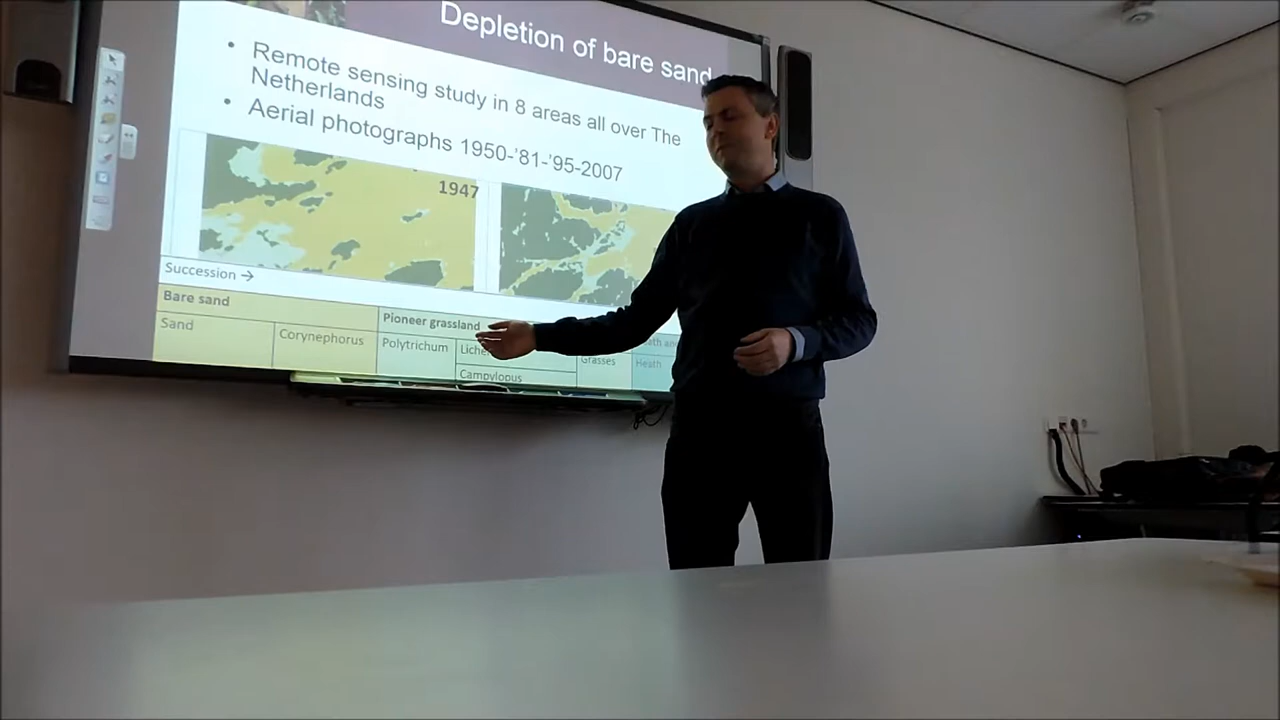 Depletion of bare sand
• Remote sensing study in 8 areas all over The
Netherlands
• Aerial photographs 1950-'81-'95-2007
1947
Succession →
Bare sand
Pioneer grassland
Sand
Corynephorus
Polytrichum
Campylopus
Grasses
Heath